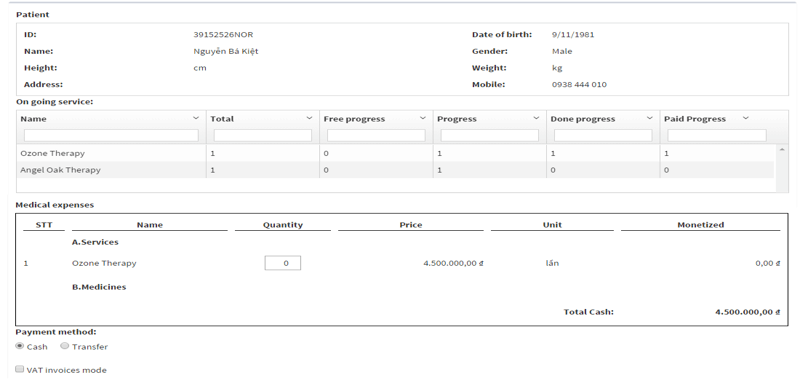 Patient
ID: 39152526NOR Date of birth: 9/11/1981
Name: Nguyễn Bá Kiệt Gender: Male
Height: cm Weight: kg
Address: Mobile: 0938 444 010
On going service:
Name Total Free progress Progress Done progress Paid Progress
Ozone Therapy 1 0 1 1 1
Angel Oak Therapy 1 0 1 0 0
Medical expenses
STT Name Quantity Price Unit Monetized
A.Services
1 Ozone Therapy 0 4.500.000,00 đ lần 0,00 đ
B.Medicines
Total Cash: 4.500.000,00 đ
Payment method:
Cash Transfer
VAT invoices mode